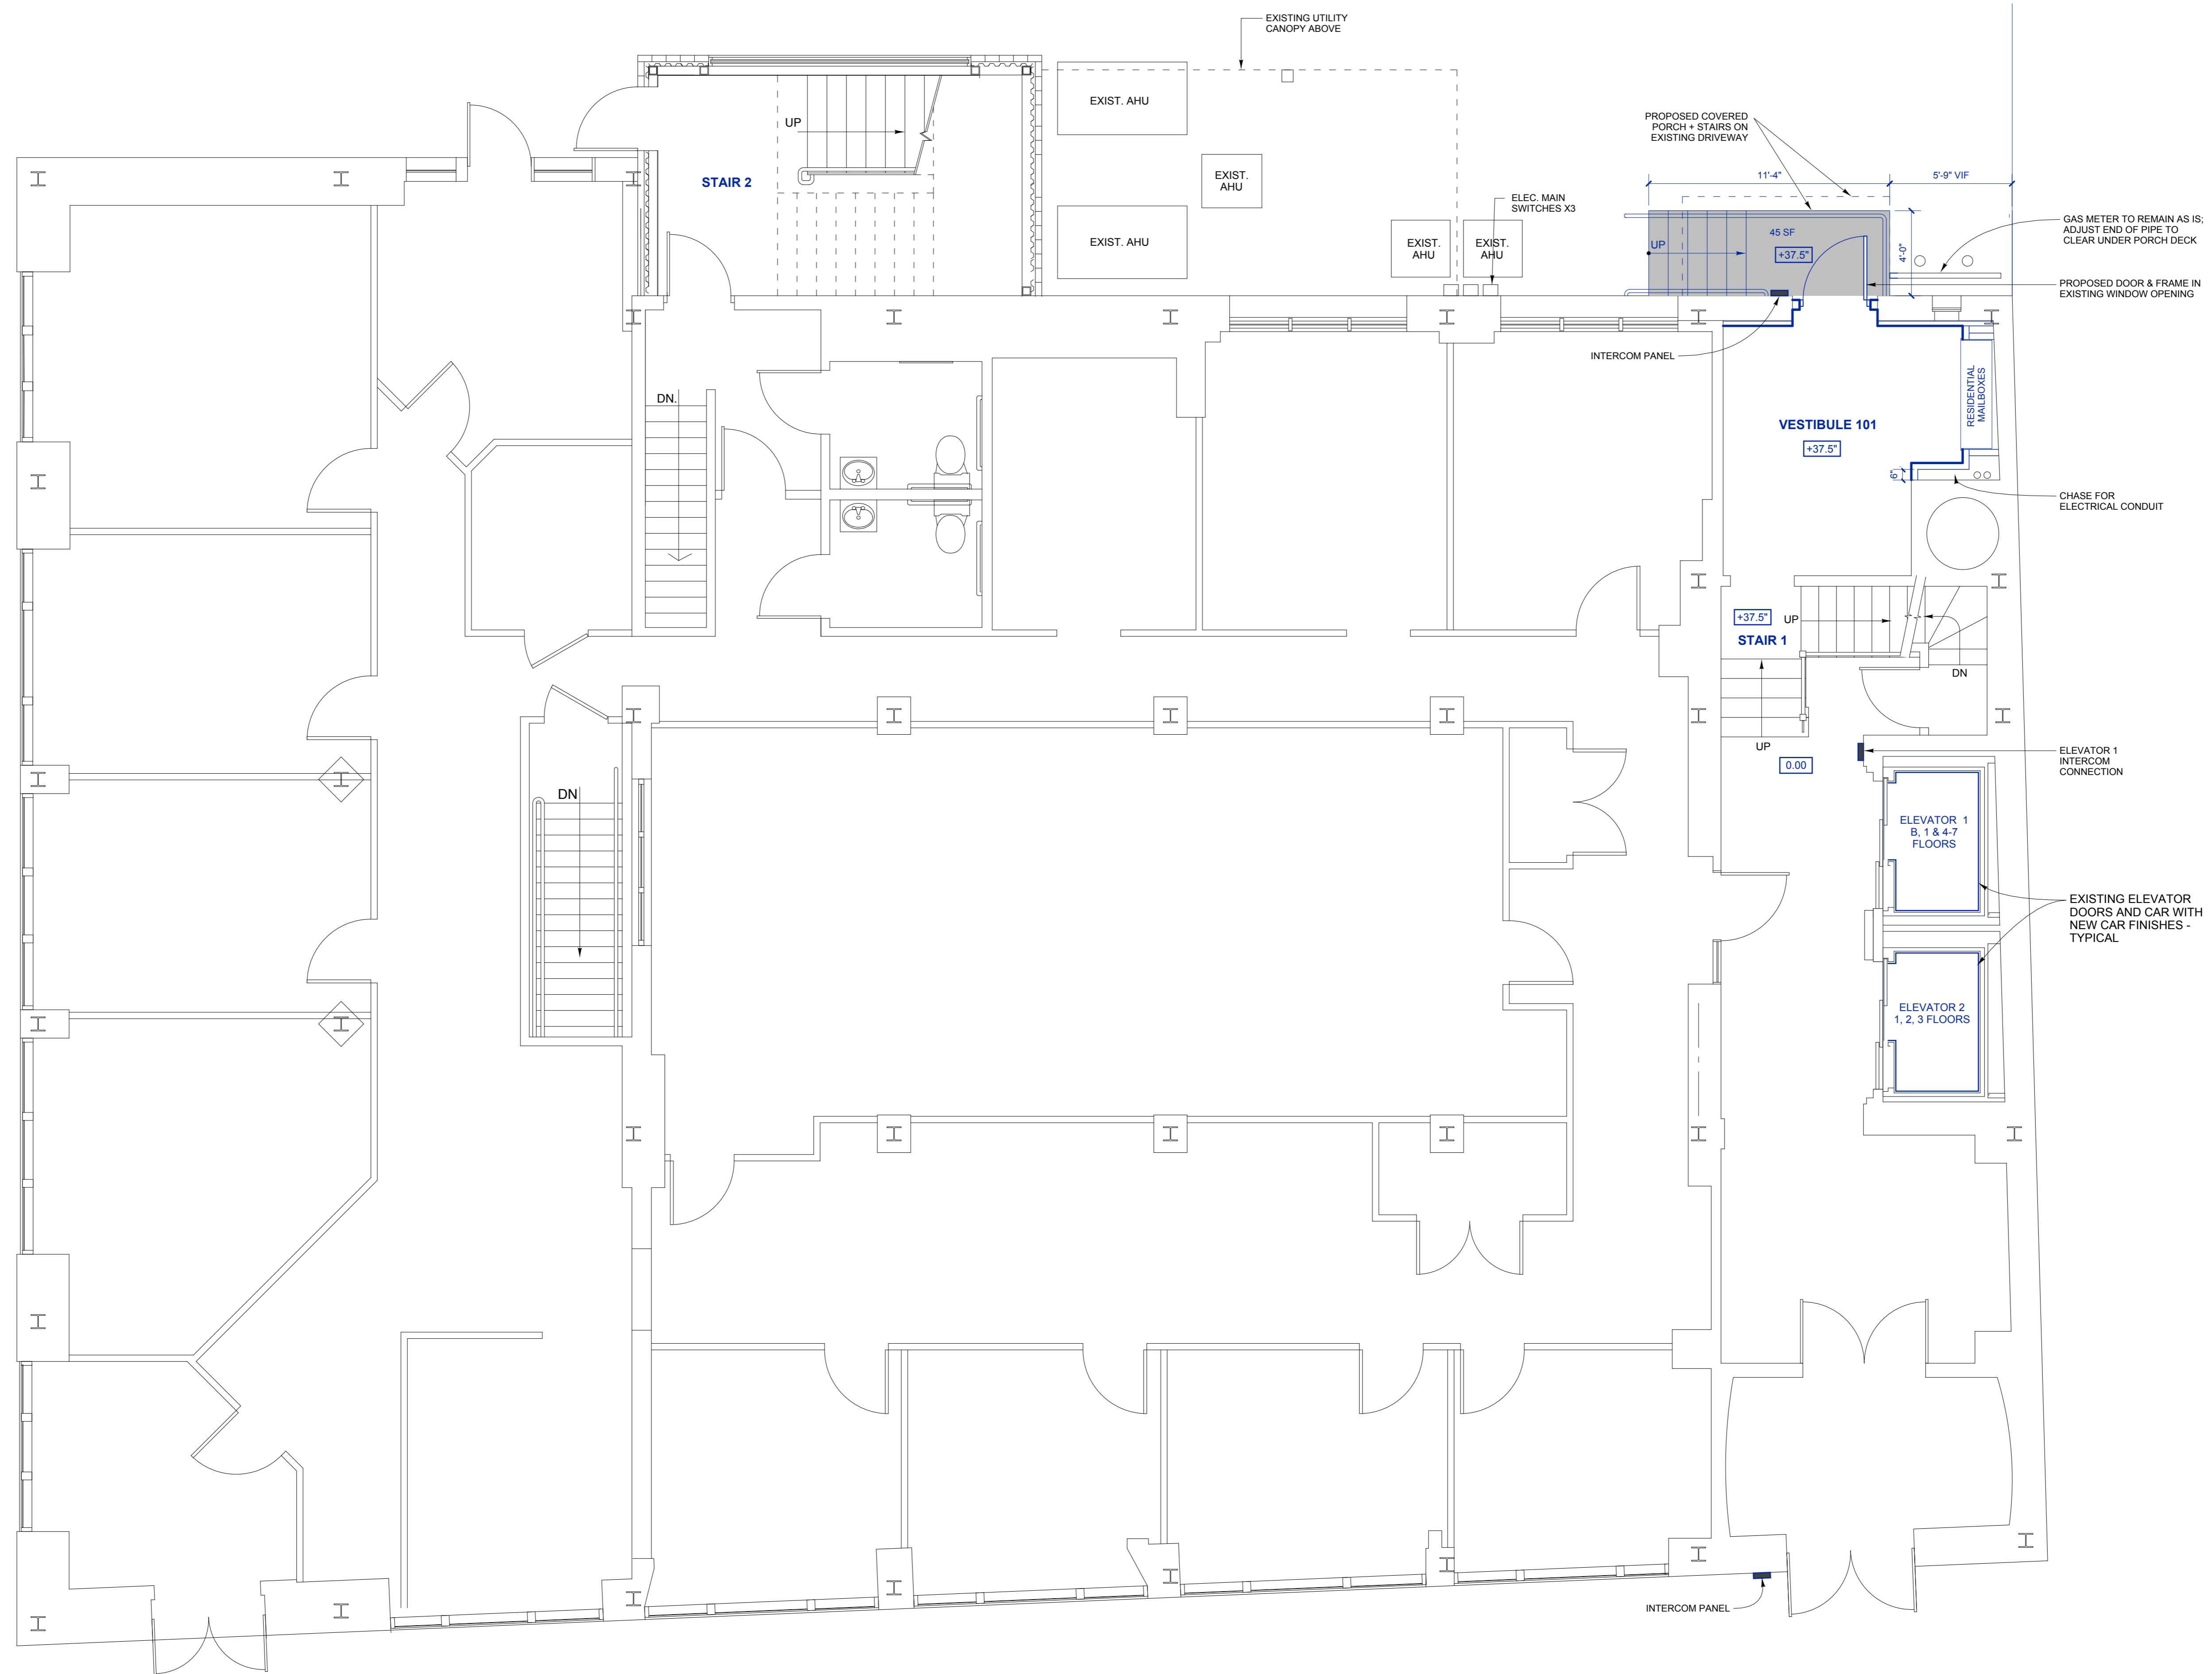 EXISTING UTILITY
CANOPY ABOVE
EXIST. AHU
UP
STAIR 2
EXIST.
AHU
EXIST. AHU
ELEC. MAIN
SWITCHES X3
EXIST.
AHU
EXIST.
AHU
PROPOSED COVERED
PORCH + STAIRS ON
EXISTING DRIVEWAY
11'-4"
5'-9" VIF
45 SF
UP
+37.5"
4'-0"
GAS METER TO REMAIN AS IS;
ADJUST END OF PIPE TO
CLEAR UNDER PORCH DECK
PROPOSED DOOR & FRAME IN
EXISTING WINDOW OPENING
INTERCOM PANEL
RESIDENTIAL
MAILBOXES
DN.
VESTIBULE 101
+37.5"
6"
CHASE FOR
ELECTRICAL CONDUIT
+37.5"
UP
STAIR 1
DN
UP
0.00
ELEVATOR 1
INTERCOM
CONNECTION
DN
ELEVATOR 1
B, 1 & 4-7
FLOORS
EXISTING ELEVATOR
DOORS AND CAR WITH
NEW CAR FINISHES -
TYPICAL
ELEVATOR 2
1, 2, 3 FLOORS
INTERCOM PANEL